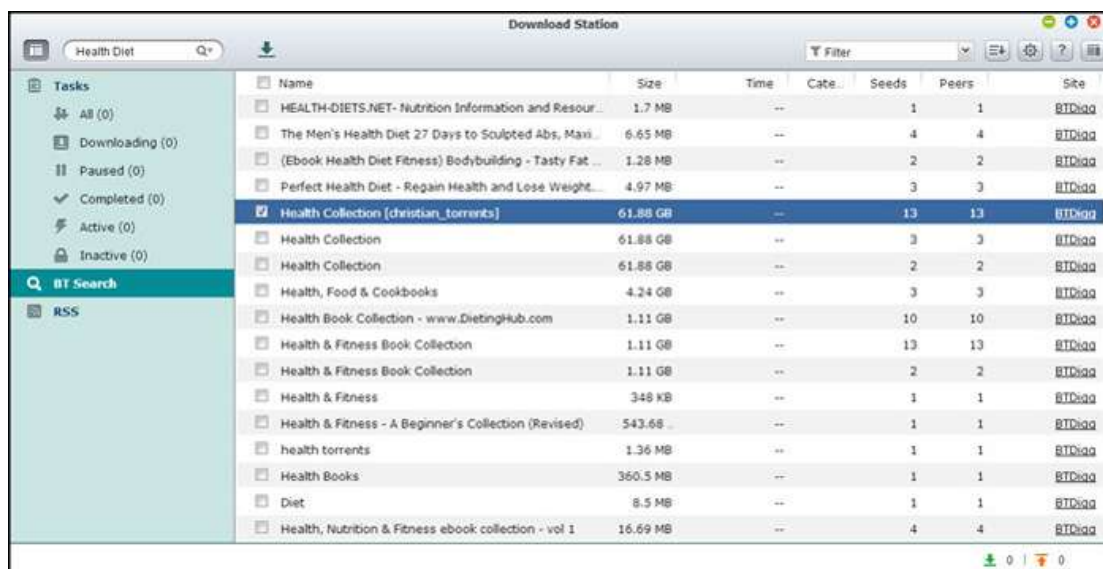 Download Station
Health Diet
Filter
?
Tasks
All (0)
Downloading (0)
Paused (0)
Completed (0)
Active (0)
Inactive (0)
BT Search
RSS
Name Size Time Cate.. Seeds Peers Site
HEALTH-DIETS.NET- Nutrition Information and Resour.. 1.7 MB -- 1 1 BTDigg
The Men's Health Diet 27 Days to Sculpted Abs, Maxi.. 6.65 MB -- 4 4 BTDigg
(Ebook Health Diet Fitness) Bodybuilding - Tasty Fat ... 1.28 MB -- 2 2 BTDigg
Perfect Health Diet - Regain Health and Lose Weight... 4.97 MB -- 3 3 BTDigg
Health Collection [christian_torrents] 61.88 GB -- 13 13 BTDigg
Health Collection 61.88 GB -- 3 3 BTDigg
Health Collection 61.88 GB -- 2 2 BTDigg
Health, Food & Cookbooks 4.24 GB -- 3 3 BTDigg
Health Book Collection - www.DietingHub.com 1.11 GB -- 10 10 BTDigg
Health & Fitness Book Collection 1.11 GB -- 13 13 BTDigg
Health & Fitness Book Collection 1.11 GB -- 2 2 BTDigg
Health & Fitness 348 KB -- 1 1 BTDigg
Health & Fitness - A Beginner's Collection (Revised) 543.68 .. -- 1 1 BTDigg
health torrents 1.36 MB -- 1 1 BTDigg
Health Books 360.5 MB -- 1 1 BTDigg
Diet 8.5 MB -- 1 1 BTDigg
Health, Nutrition & Fitness ebook collection - vol 1 16.69 MB -- 4 4 BTDigg
0 | 0